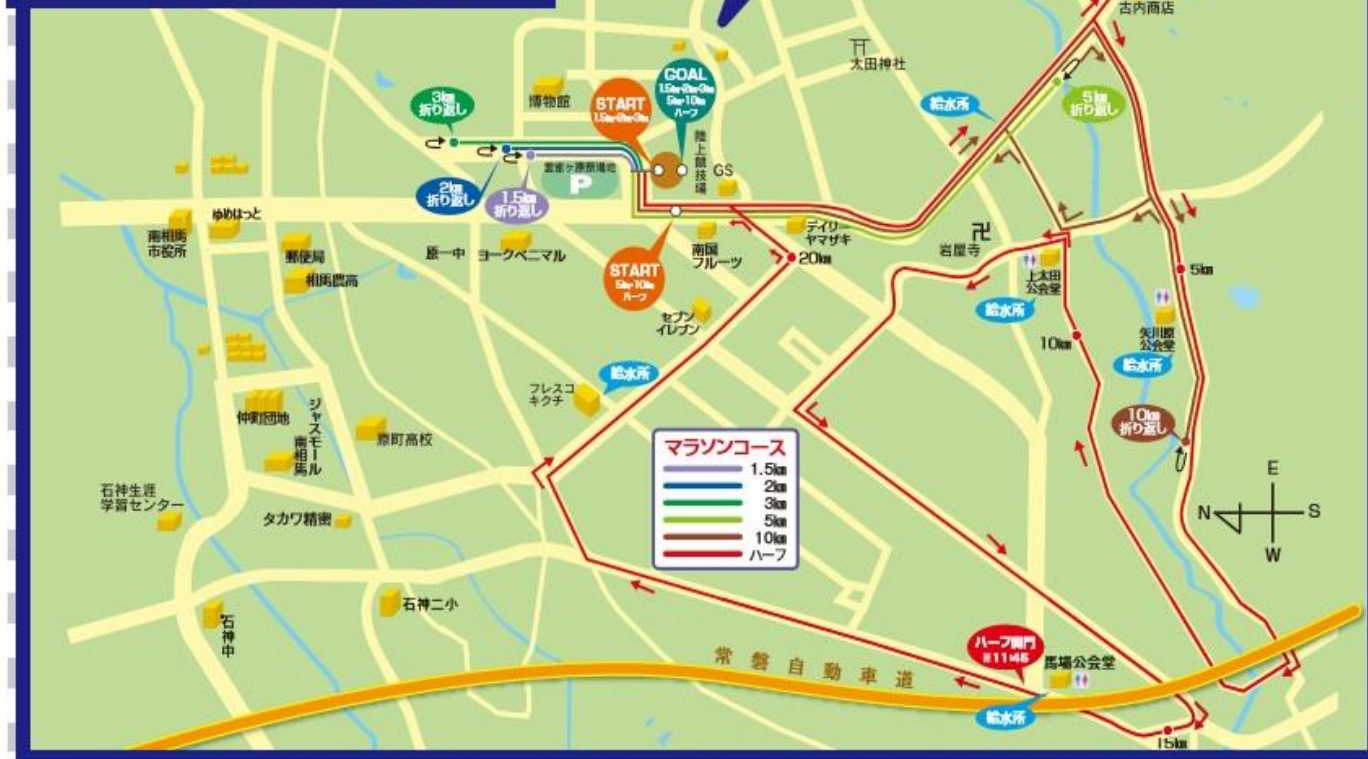 古内商店
太田神社
GOAL
1.5km・2km・3km
5km・10km
ハーフ
START
1.5km・2km・3km
博物館
3km
折り返し
給水所
5km
折り返し
陸上競技場
GS
雲雀ヶ原祭場地
P
2km
折り返し
1.5km
折り返し
ゆめはっと
南相馬
市役所
郵便局
相馬農高
原一中
ヨークベニマル
START
5km・10km
ハーフ
南国
フルーツ
デイリー
ヤマザキ
20km
岩屋寺
上太田
公会堂
給水所
5km
矢川原
公会堂
給水所
10km
セブン
イレブン
給水所
フレスコ
キクチ
10km
折り返し
仲町団地
ジャスモール
南相馬
原町高校
石神生涯
学習センター
タカワ精密
マラソンコース
1.5km
2km
3km
5km
10km
ハーフ
E
N
S
W
石神中
石神二小
常磐自動車道
ハーフ関門
※11:45
馬場公会堂
給水所
15km